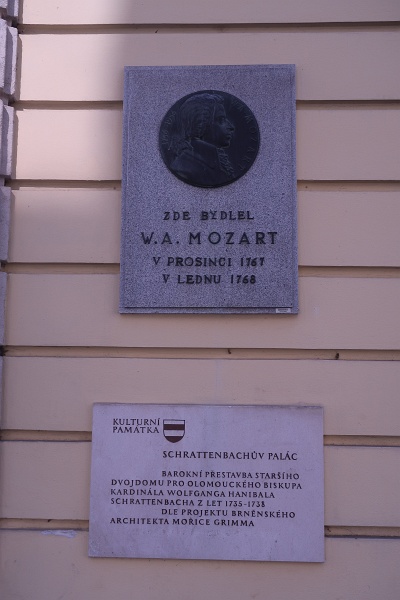 ZDE BYDLEL
W. A. MOZART
V PROSINCI 1767
V LEDNU 1768
KULTURNÍ
PAMÁTKA
SCHRATTENBACHŮV PALÁC
BAROKNÍ PŘESTAVBA STARŠÍHO
DVOJDOMU PRO OLOMOUCKÉHO BISKUPA
KARDINÁLA WOLFGANGA HANIBALA
SCHRATTENBACHA Z LET 1735-1738
DLE PROJEKTU BRNĚNSKÉHO
ARCHITEKTA MOŘICE GRIMMA